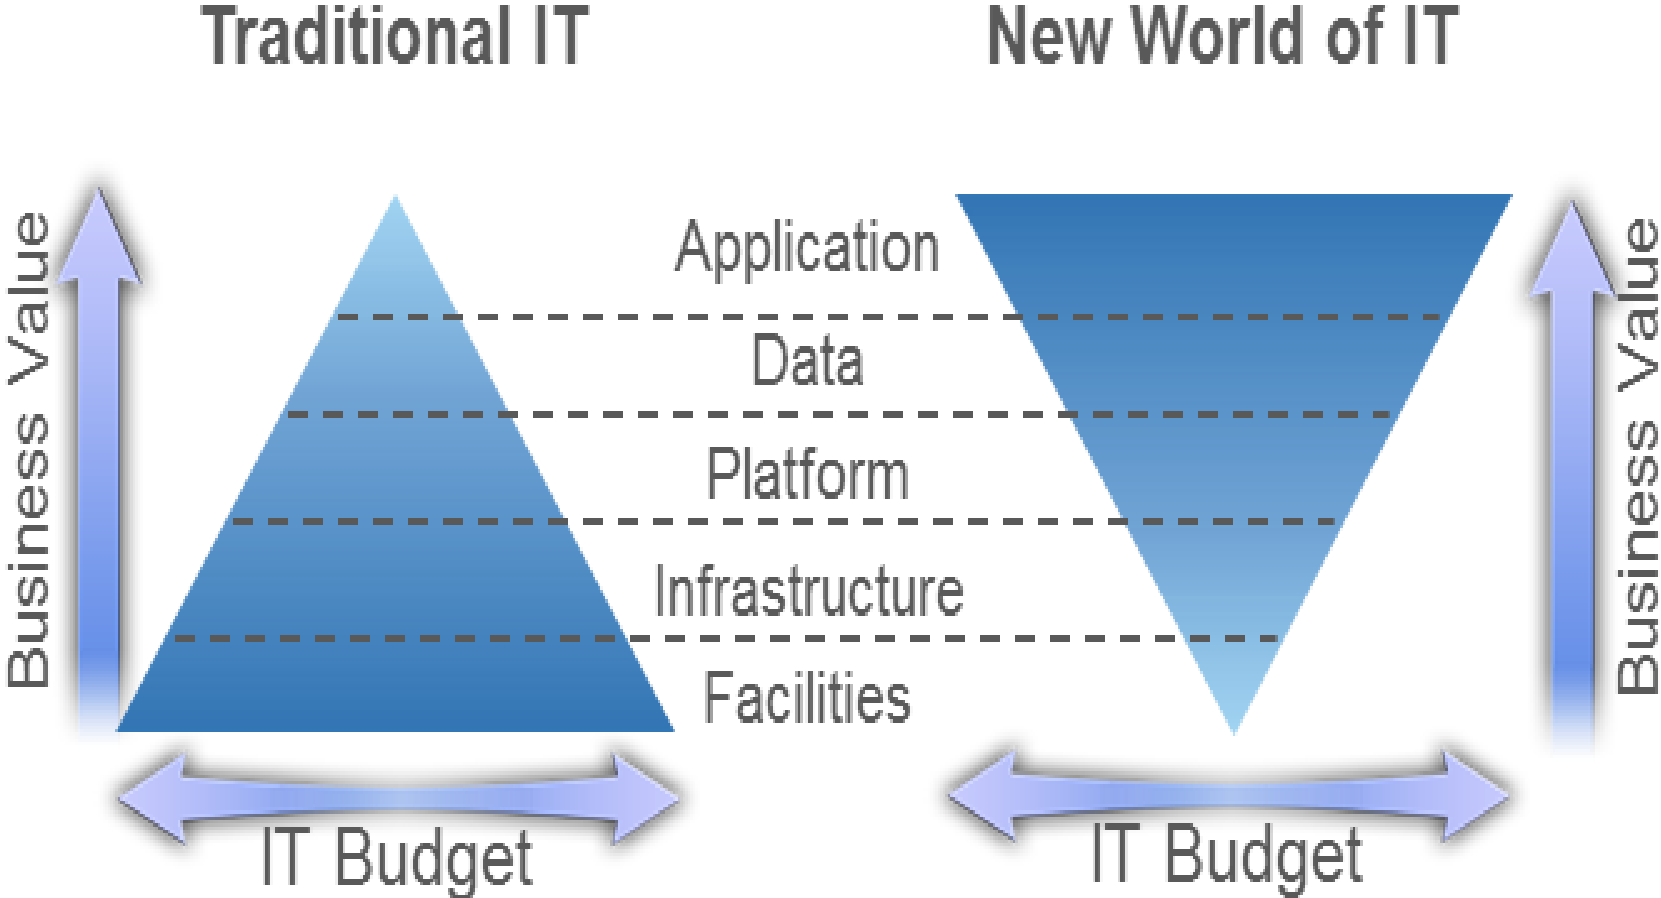 Traditional IT
New World of IT
Business Value
Application
Data
Platform
Infrastructure
Facilities
Business Value
IT Budget
IT Budget